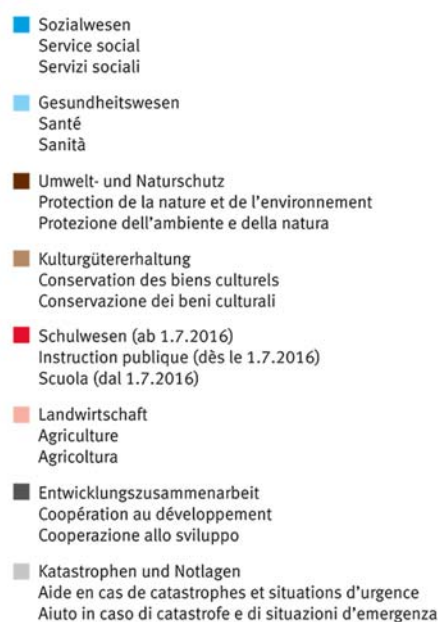 Sozialwesen
Service social
Servizi sociali
Gesundheitswesen
Santé
Sanità
Umwelt- und Naturschutz
Protection de la nature et de l'environnement
Protezione dell'ambiente e della natura
Kulturgütererhaltung
Conservation des biens culturels
Conservazione dei beni culturali
Schulwesen (ab 1.7.2016)
Instruction publique (dès le 1.7.2016)
Scuola (dal 1.7.2016)
Landwirtschaft
Agriculture
Agricoltura
Entwicklungszusammenarbeit
Coopération au développement
Cooperazione allo sviluppo
Katastrophen und Notlagen
Aide en cas de catastrophes et situations d'urgence
Aiuto in caso di catastrofe e di situazioni d'emergenza